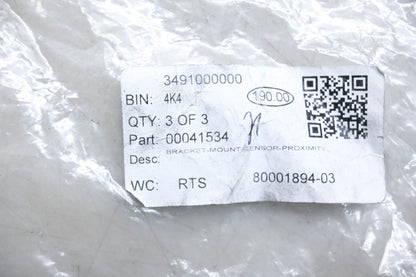 3491000000
BIN: 4K4 190.00
QTY: 3 OF 3
Part: 00041534
BRACKET-MOUNT-SENSOR-PROXIMITY
Desc:
WC: RTS 80001894-03